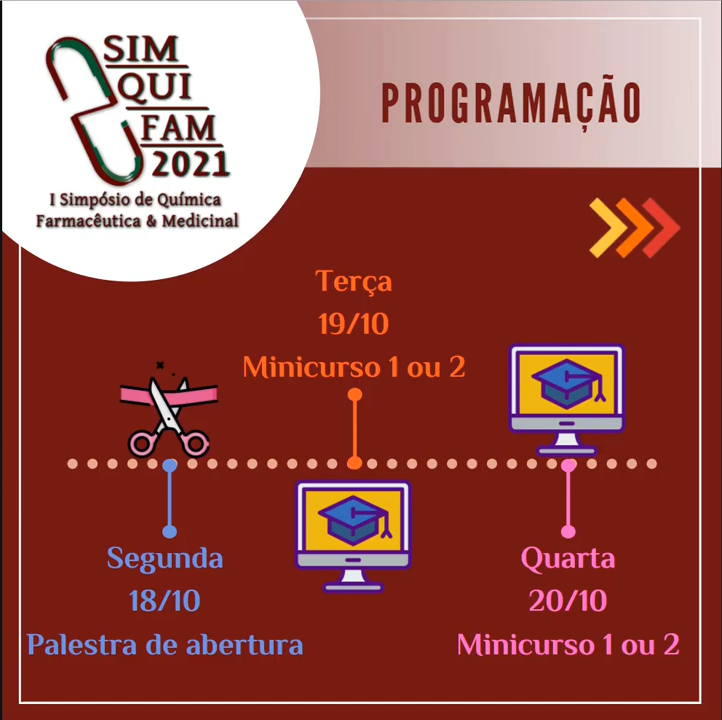 SIM
QUI
FAM
2021
I Simpósio de Química
Farmacêutica & Medicinal
PROGRAMAÇÃO
Terça
19/10
Minicurso 1 ou 2
Segunda
18/10
Palestra de abertura
Quarta
20/10
Minicurso 1 ou 2